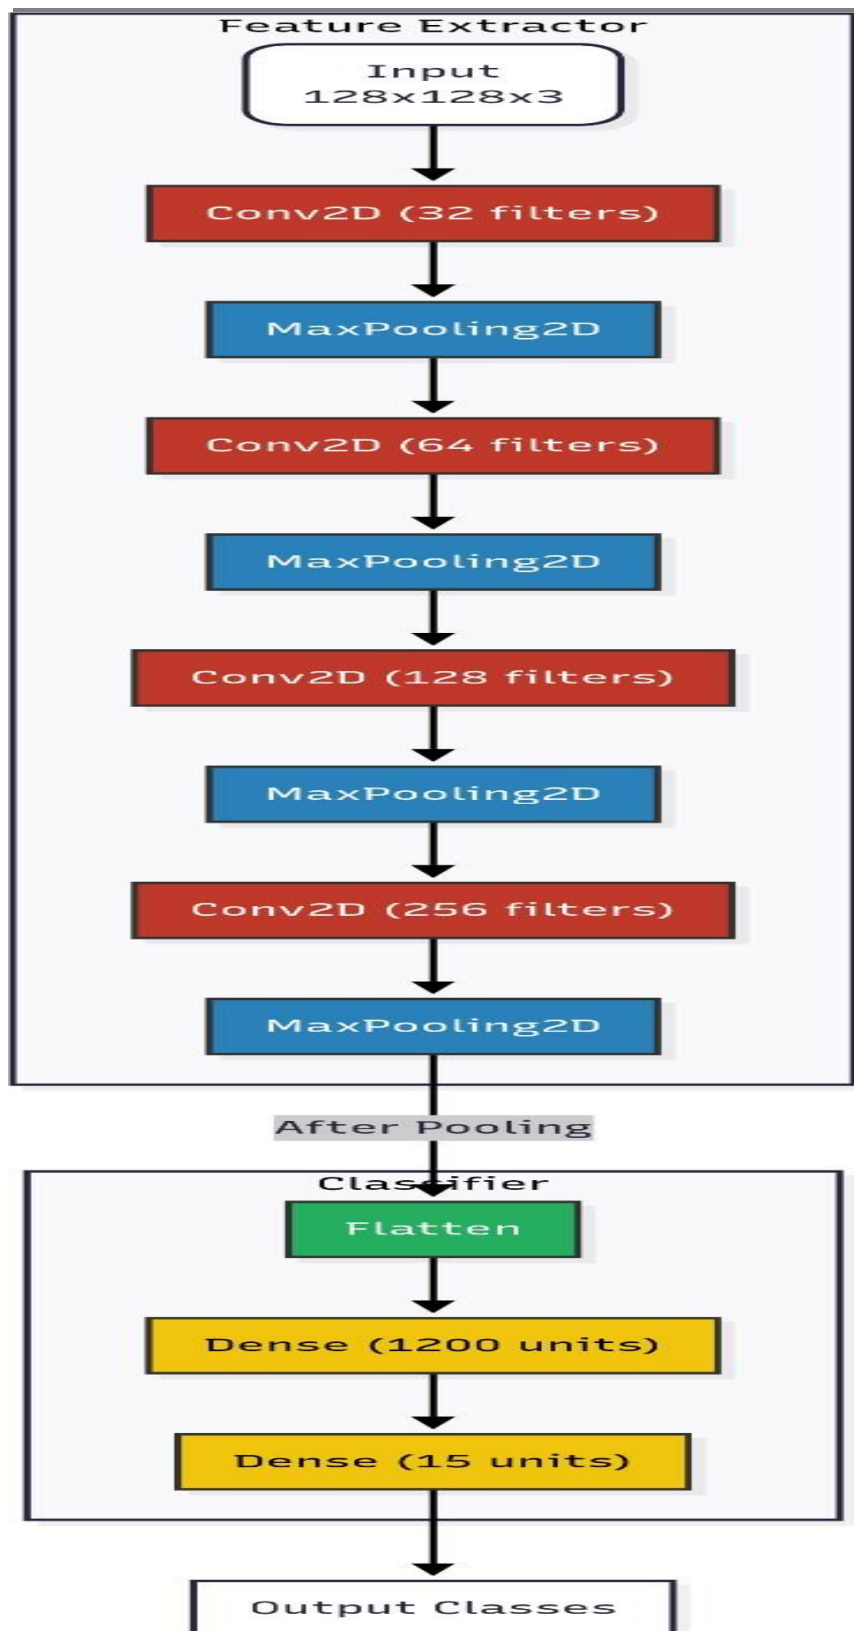 Feature Extractor
Input
128x128x3
Conv2D (32 filters)
MaxPooling2D
Conv2D (64 filters)
MaxPooling2D
Conv2D (128 filters)
MaxPooling2D
Conv2D (256 filters)
MaxPooling2D
After Pooling
Classifier
Flatten
Dense (1200 units)
Dense (15 units)
Output Classes